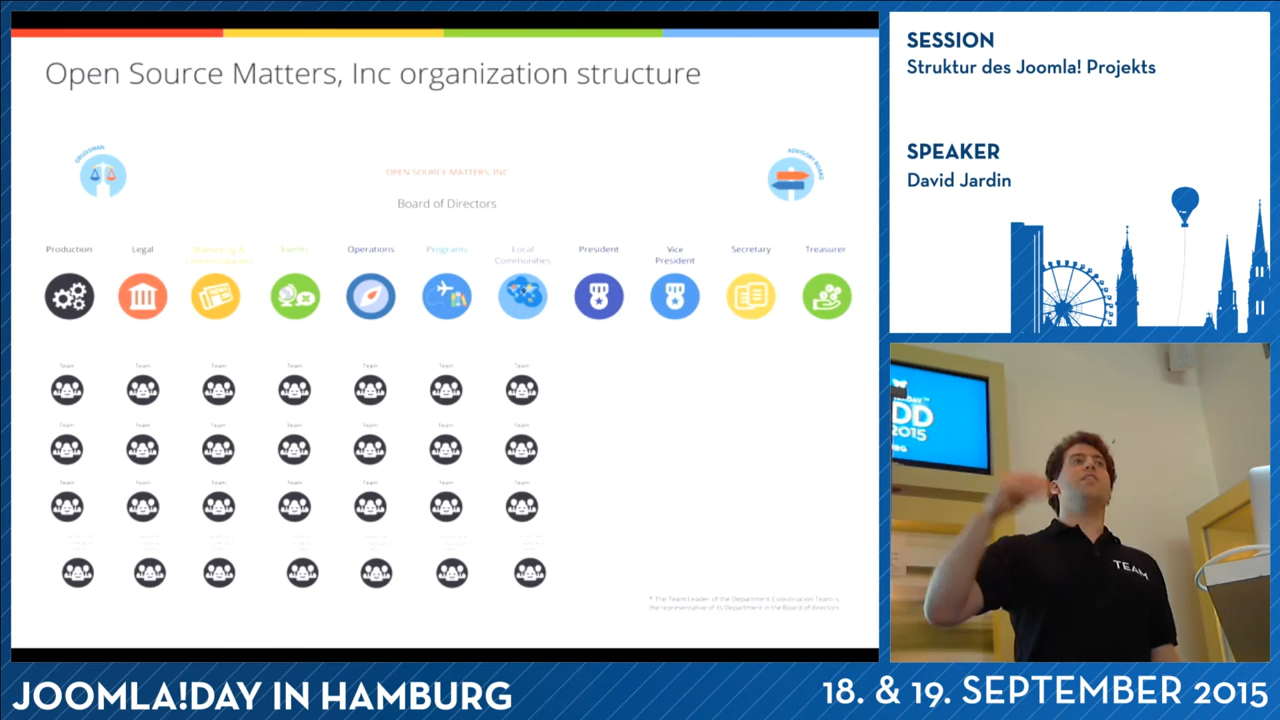 Open Source Matters, Inc organization structure
OMBUDSMAN
ADVISORY BOARD
OPEN SOURCE MATTERS, INC
Board of Directors
Production
Legal
Marketing &
Communication
Events
Operations
Programs
Local
Communities
President
Vice
President
Secretary
Treasurer
Team Team Team Team Team Team Team
Team Team Team Team Team Team Team
Team Team Team Team Team Team Team
* The Team Leader of the Department Coordination Team is
the representative of its Department in the Board of directors
SESSION
Struktur des Joomla! Projekts
SPEAKER
David Jardin
2015
TEAM
JOOMLA!DAY IN HAMBURG
18. & 19. SEPTEMBER 2015